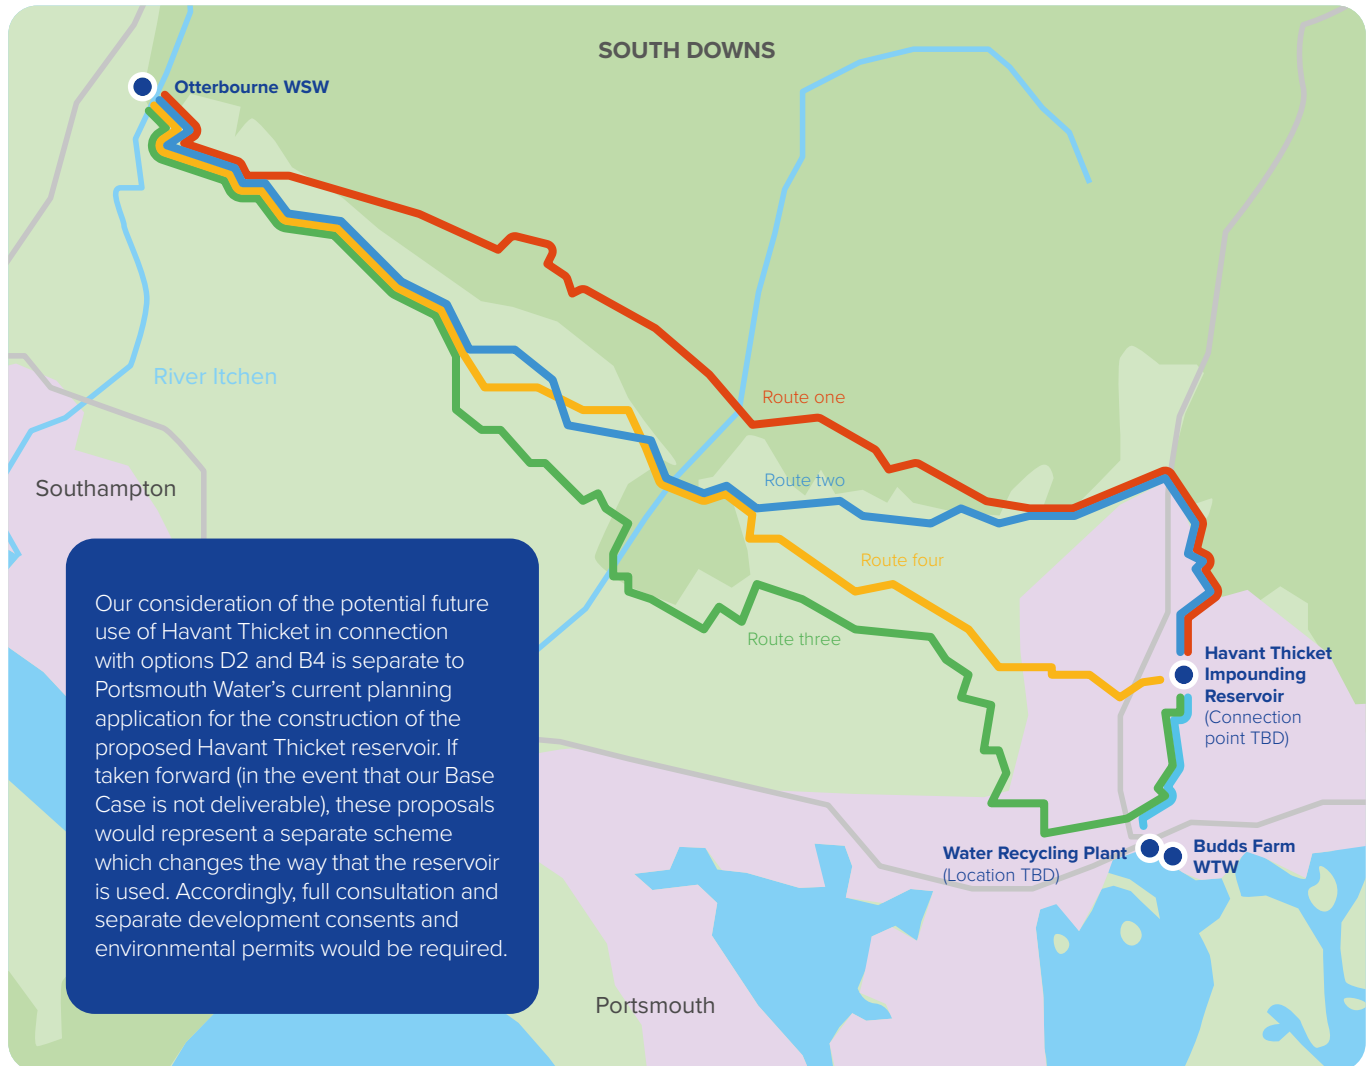 SOUTH DOWNS
Otterbourne WSW
River Itchen
Route one
Southampton
Route two
Route four
Our consideration of the potential future
use of Havant Thicket in connection
with options D2 and B4 is separate to
Portsmouth Water’s current planning
application for the construction of the
proposed Havant Thicket reservoir. If
taken forward (in the event that our Base
Case is not deliverable), these proposals
would represent a separate scheme
which changes the way that the reservoir
is used. Accordingly, full consultation and
separate development consents and
environmental permits would be required.
Route three
Havant Thicket
Impounding
Reservoir
(Connection
point TBD)
Water Recycling Plant
(Location TBD)
Budds Farm
WTW
Portsmouth